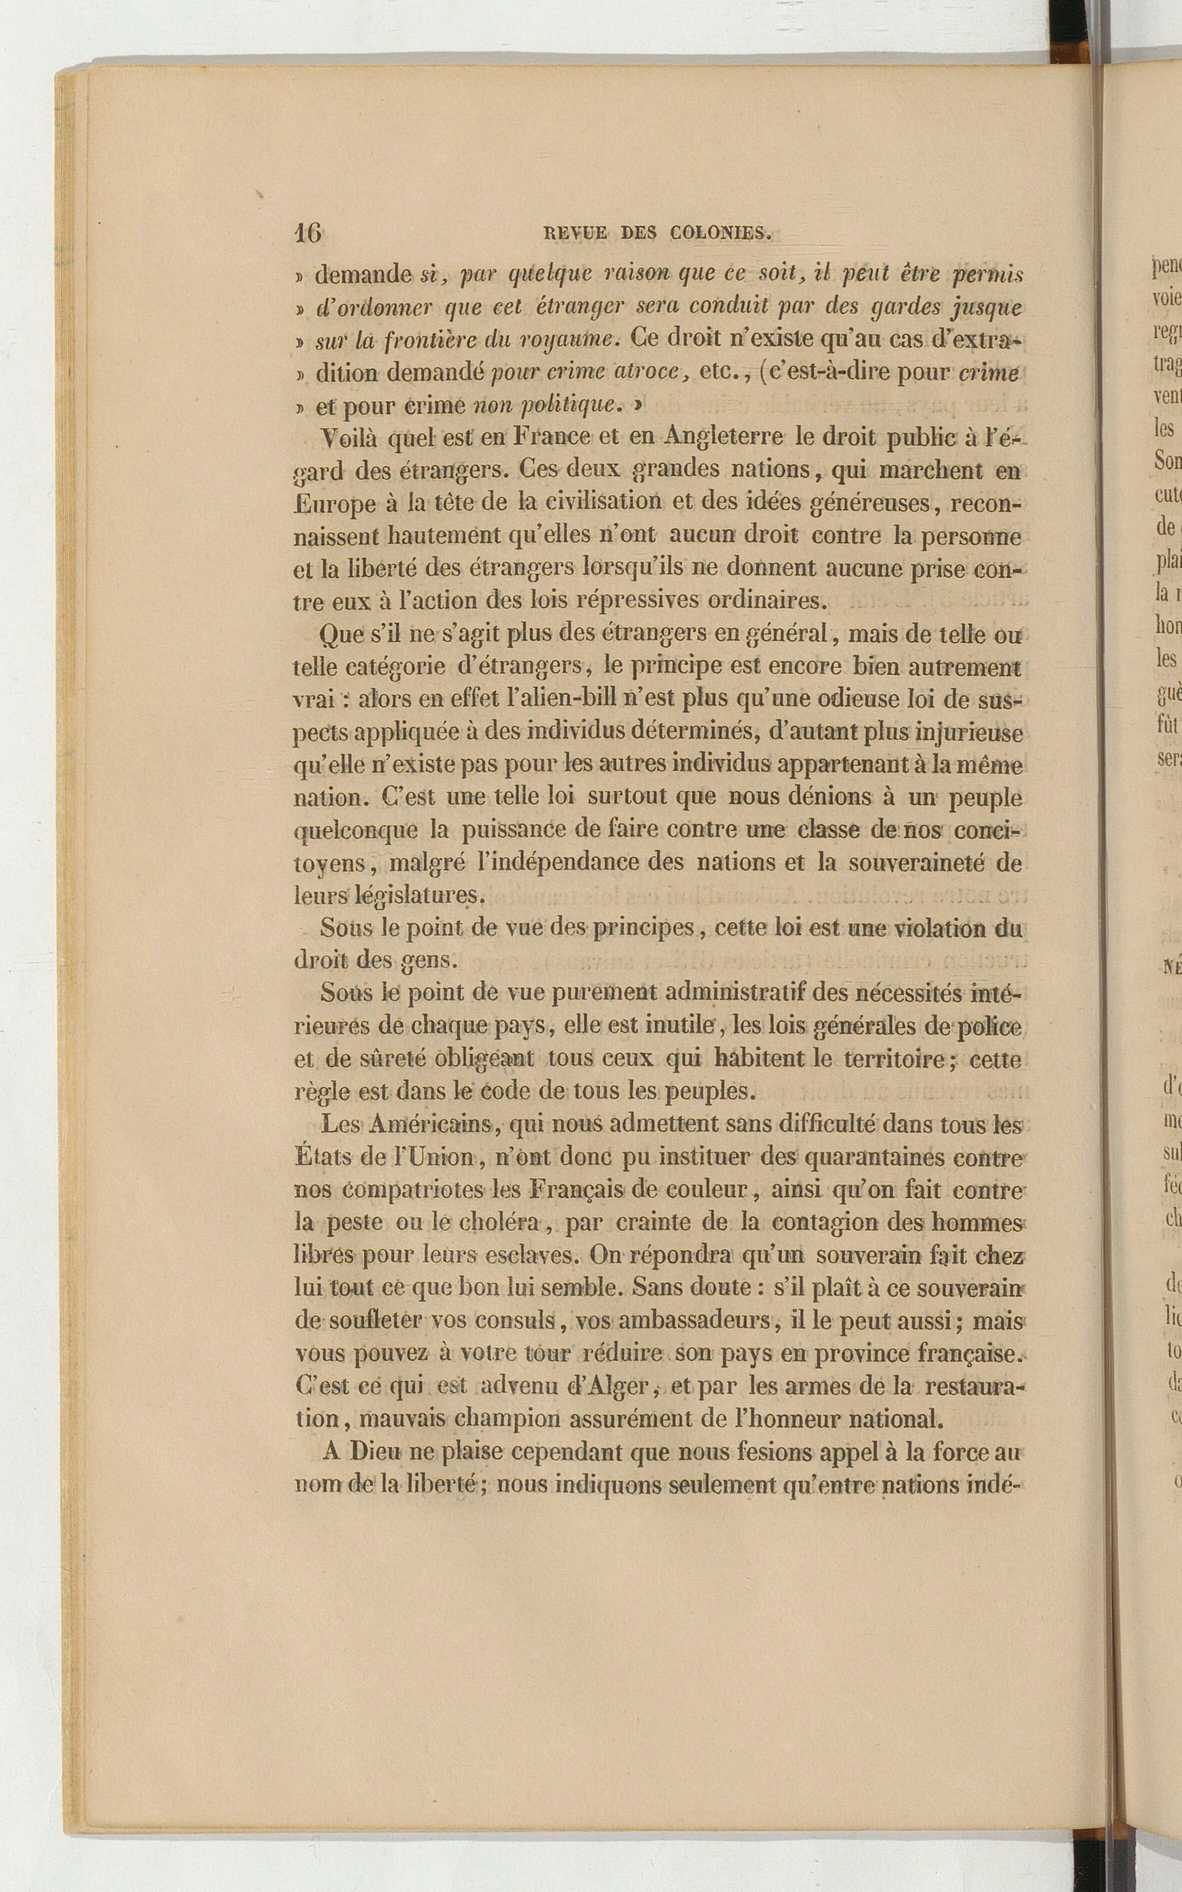 16 REVUE DES COLONIES.
» demande si, par quelque raison que ce soit, il peut être permis
» d'ordonner que cet étranger sera conduit par des gardes jusque
» sur la frontière du royaume. Ce droit n'existe qu'au cas d'extra-
» dition demandé pour crime atroce, etc., (c'est-à-dire pour crime
» et pour crime non politique. »
Voilà quel est en France et en Angleterre le droit public à l'é-
gard des étrangers. Ces deux grandes nations, qui marchent en
Europe à la tête de la civilisation et des idées généreuses, recon-
naissent hautement qu'elles n'ont aucun droit contre la personne
et la liberté des étrangers lorsqu'ils ne donnent aucune prise con-
tre eux à l'action des lois répressives ordinaires.
Que s'il ne s'agit plus des étrangers en général, mais de telle ou
telle catégorie d'étrangers, le principe est encore bien autrement
vrai : alors en effet l'alien-bill n'est plus qu'une odieuse loi de sus-
pects appliquée à des individus déterminés, d'autant plus injurieuse
qu'elle n'existe pas pour les autres individus appartenant à la même
nation. C'est une telle loi surtout que nous dénions à un peuple
quelconque la puissance de faire contre une classe de nos conci-
toyens, malgré l'indépendance des nations et la souveraineté de
leurs législatures.
Sous le point de vue des principes, cette loi est une violation du
droit des gens.
Sous le point de vue purement administratif des nécessités inté-
rieures de chaque pays, elle est inutile, les lois générales de police
et de sûreté obligeant tous ceux qui habitent le territoire; cette
règle est dans le code de tous les peuples.
Les Américains, qui nous admettent sans difficulté dans tous les
États de l'Union, n'ont donc pu instituer des quarantaines contre
nos compatriotes les Français de couleur, ainsi qu'on fait contre
la peste ou le choléra, par crainte de la contagion des hommes
libres pour leurs esclaves. On répondra qu'un souverain fait chez
lui tout ce que bon lui semble. Sans doute : s'il plaît à ce souverain
de soufleter vos consuls, vos ambassadeurs, il le peut aussi; mais
vous pouvez à votre tour réduire son pays en province française.
C'est ce qui est advenu d'Alger, et par les armes de la restaura-
tion, mauvais champion assurément de l'honneur national.
A Dieu ne plaise cependant que nous fesions appel à la force au
nom de la liberté; nous indiquons seulement qu'entre nations indé-